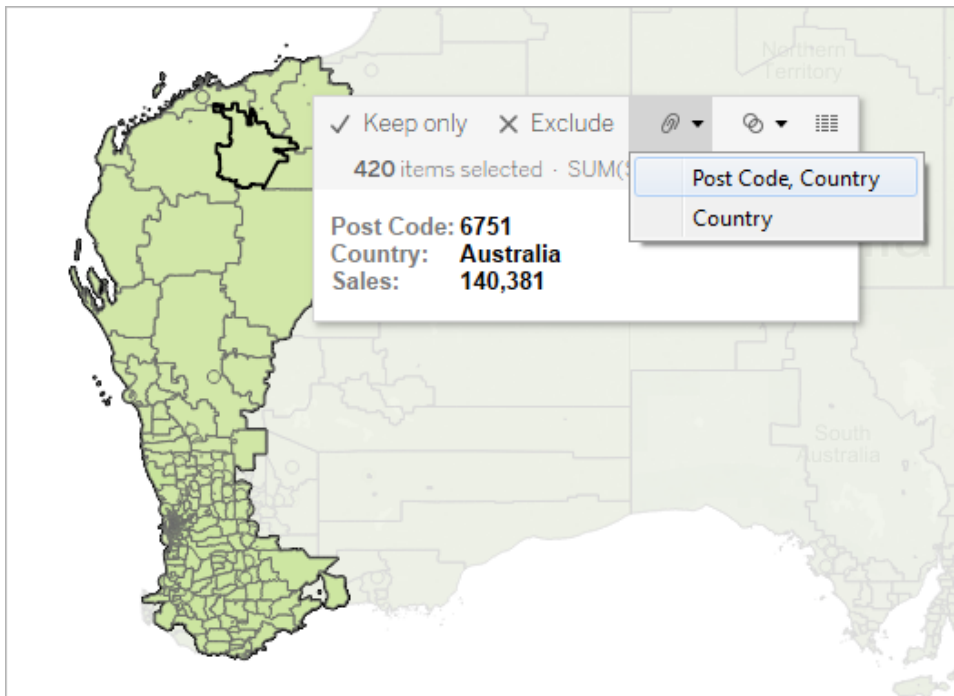 Northern
Territory
Keep only Exclude
420 items selected · SUM(S
Post Code, Country
Country
Post Code: 6751
Country: Australia
Sales: 140,381
South
Australia